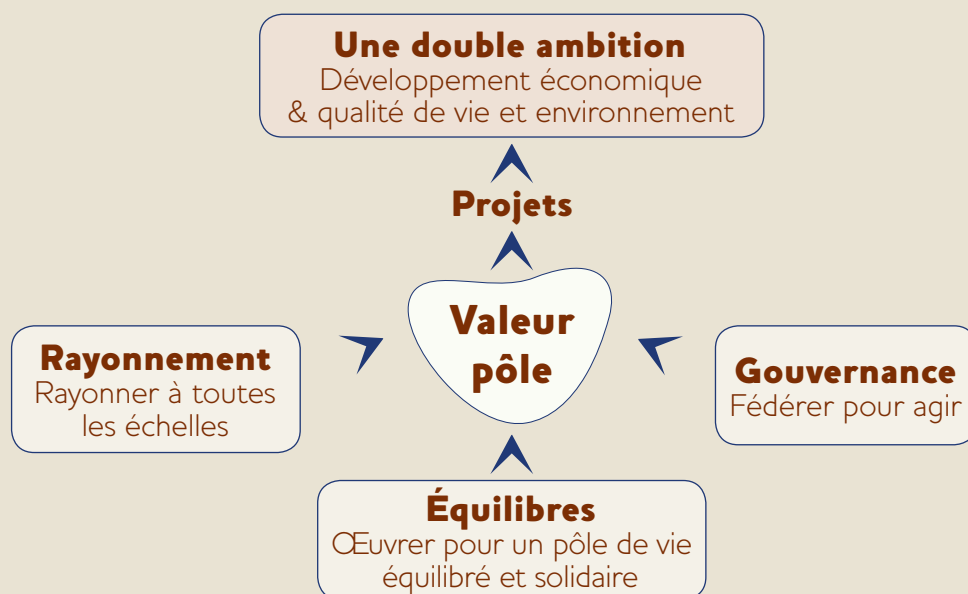 Une double ambition
Développement économique
& qualité de vie et environnement
Projets
Valeur
pôle
Rayonnement
Rayonner à toutes
les échelles
Gouvernance
Fédérer pour agir
Équilibres
Œuvrer pour un pôle de vie
équilibré et solidaire